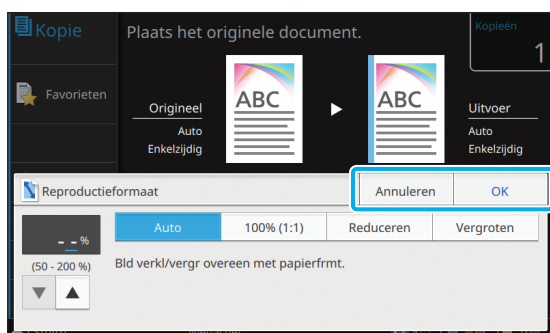 Kopie
Plaats het originele document.
Kopieën
1
Favorieten
Origineel
Auto
Enkelzijdig
ABC
ABC
Uitvoer
Auto
Enkelzijdig
Reproductieformaat
Annuleren
OK
- - %
(50 - 200 %)
Auto
100% (1:1)
Reduceren
Vergroten
Bld verkl/vergr overeen met papierfrmt.